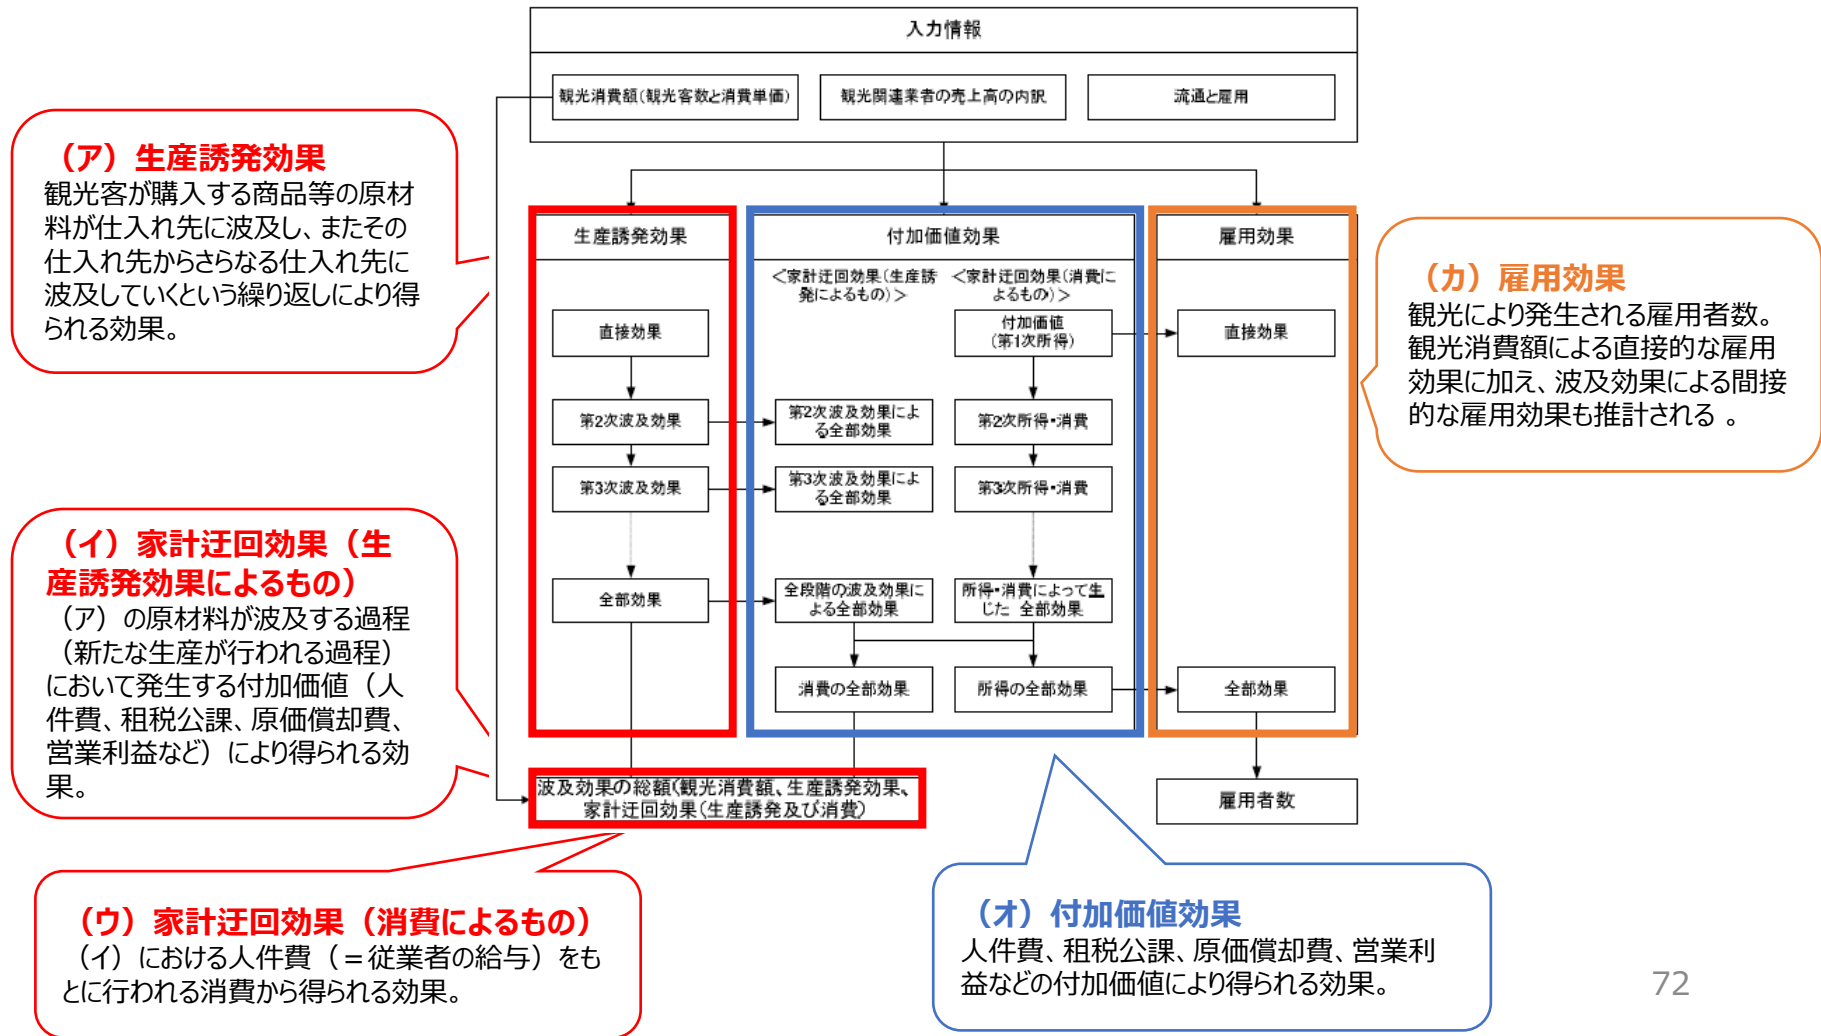 入力情報
観光消費額(観光客数と消費単価)
観光関連業者の売上高の内訳
流通と雇用
（ア）生産誘発効果
観光客が購入する商品等の原材
料が仕入れ先に波及し、またその
仕入れ先からさらなる仕入れ先に
波及していくという繰り返しにより得
られる効果。
生産誘発効果
直接効果
第2次波及効果
第3次波及効果
全部効果
付加価値効果
＜家計迂回効果(生産誘
発によるもの)＞
＜家計迂回効果(消費に
よるもの)＞
付加価値
(第1次所得)
第2次波及効果によ
る全部効果
第2次所得・消費
第3次波及効果によ
る全部効果
第3次所得・消費
全段階の波及効果に
よる全部効果
所得・消費によって生
じた 全部効果
消費の全部効果
所得の全部効果
雇用効果
直接効果
全部効果
雇用者数
（カ）雇用効果
観光により発生される雇用者数。
観光消費額による直接的な雇用
効果に加え、波及効果による間接
的な雇用効果も推計される 。
（イ）家計迂回効果（生
産誘発効果によるもの）
（ア）の原材料が波及する過程
（新たな生産が行われる過程）
において発生する付加価値（人
件費、租税公課、原価償却費、
営業利益など）により得られる効
果。
波及効果の総額(観光消費額、生産誘発効果、
家計迂回効果(生産誘発及び消費)
（ウ）家計迂回効果（消費によるもの）
（イ）における人件費（＝従業者の給与）をも
とに行われる消費から得られる効果。
（オ）付加価値効果
人件費、租税公課、原価償却費、営業利
益などの付加価値により得られる効果。
72